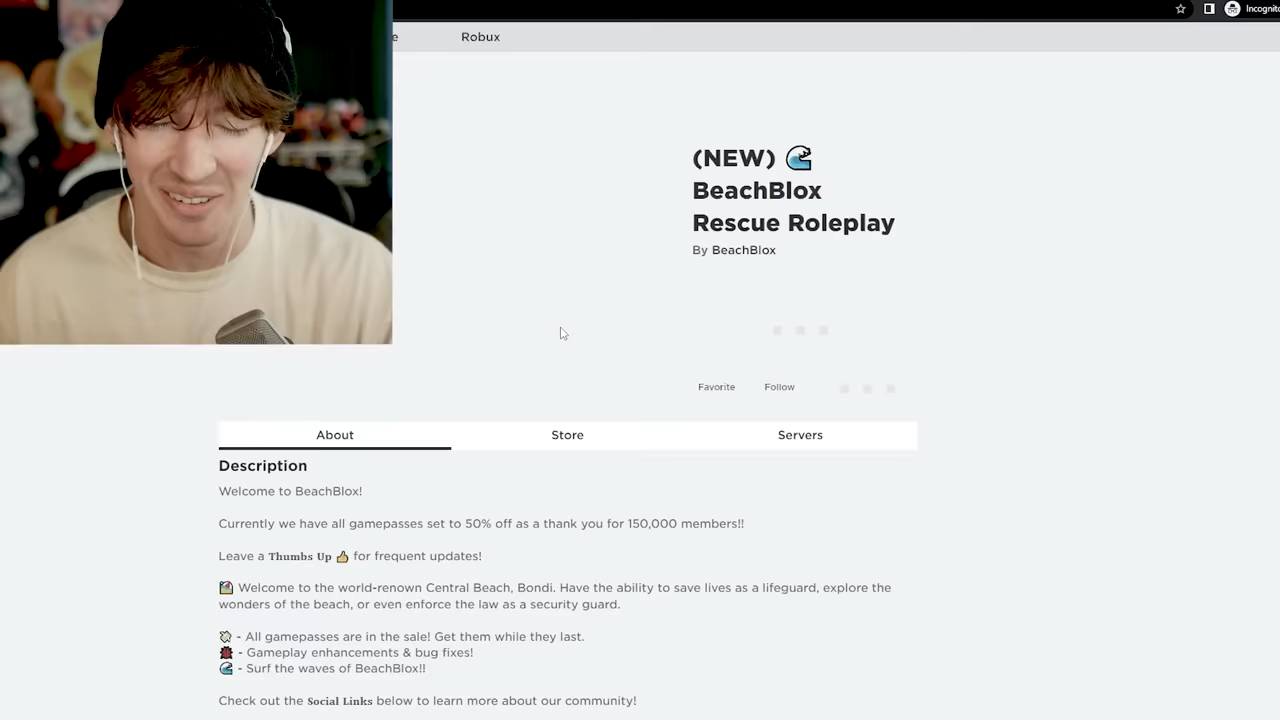 Incognito
e Robux
(NEW) 🌊
BeachBlox
Rescue Roleplay
By BeachBlox
Favorite Follow
About Store Servers
Description
Welcome to BeachBlox!
Currently we have all gamepasses set to 50% off as a thank you for 150,000 members!!
Leave a Thumbs Up 👍 for frequent updates!
Welcome to the world-renown Central Beach, Bondi. Have the ability to save lives as a lifeguard, explore the
wonders of the beach, or even enforce the law as a security guard.
- All gamepasses are in the sale! Get them while they last.
🐞 - Gameplay enhancements & bug fixes!
🌊 - Surf the waves of BeachBlox!!
Check out the Social Links below to learn more about our community!